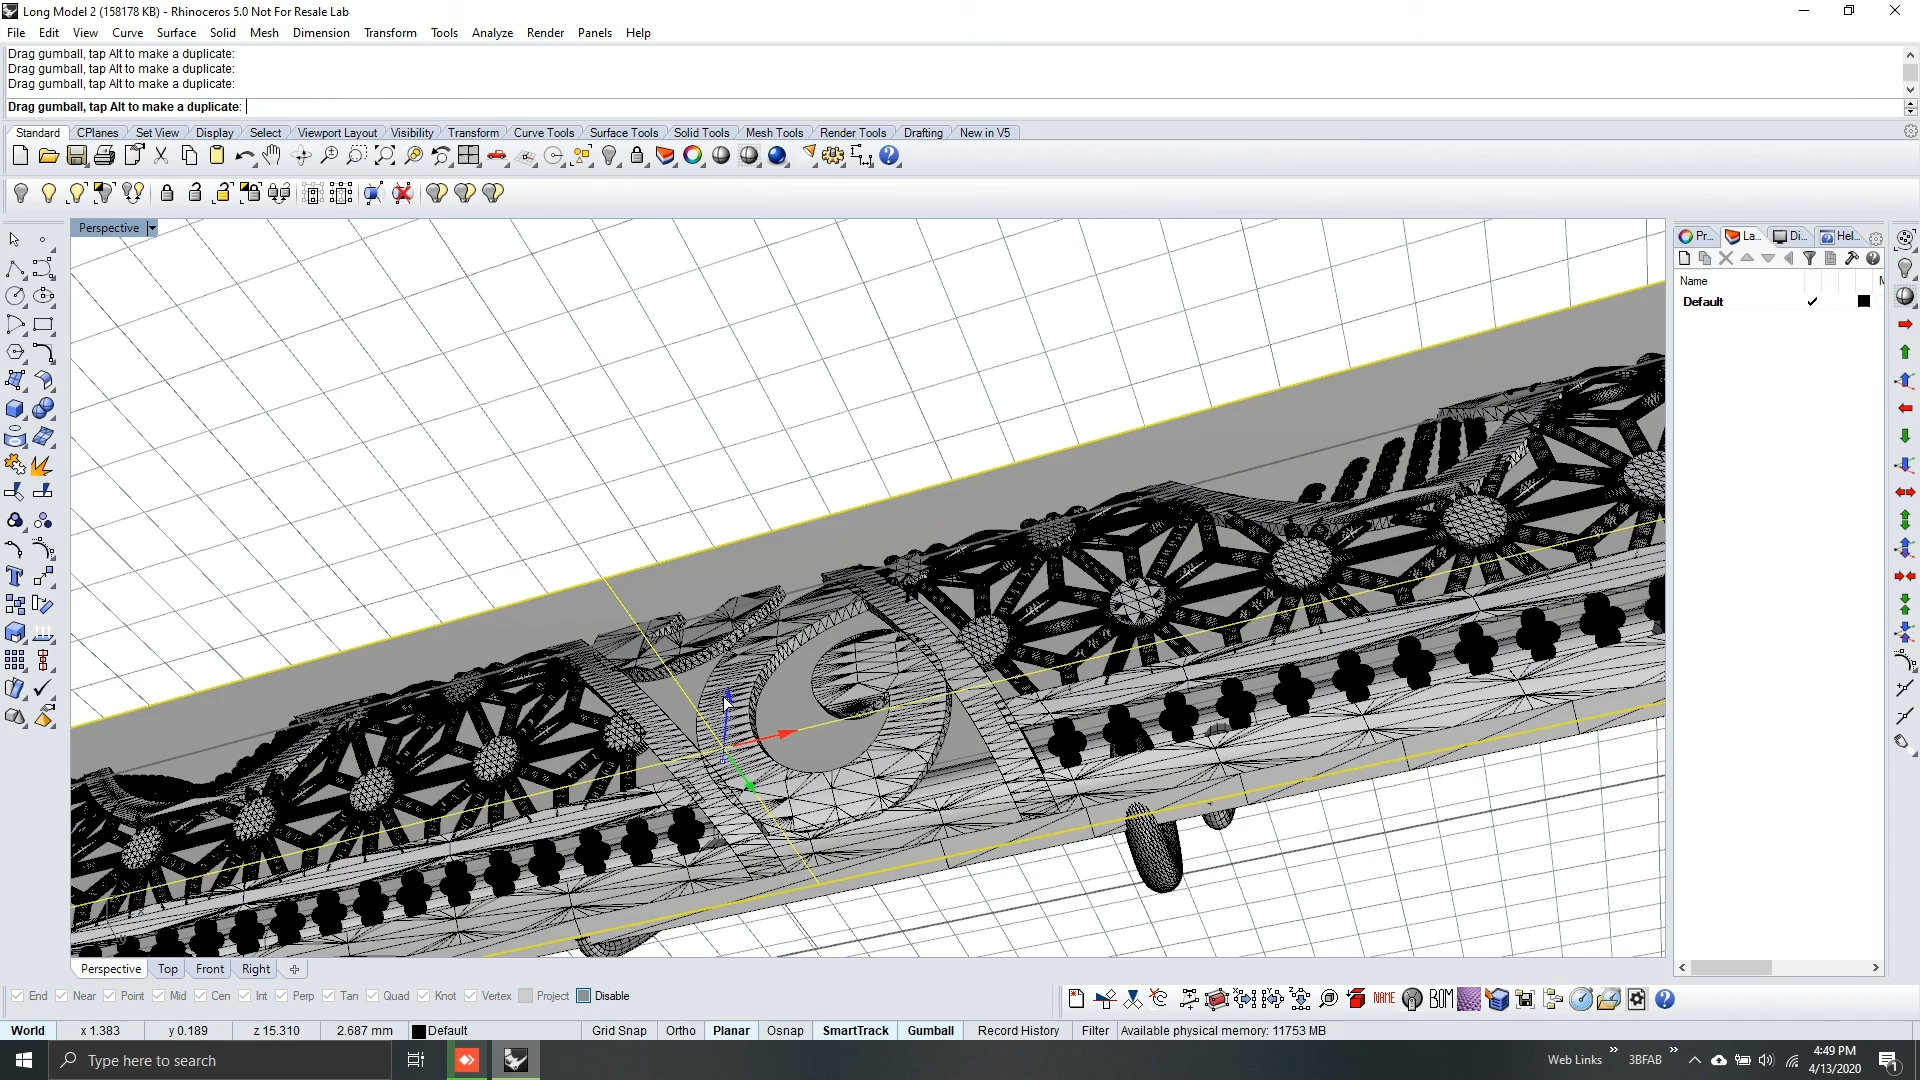 Long Model 2 (158178 KB) - Rhinoceros 5.0 Not For Resale Lab
File Edit View Curve Surface Solid Mesh Dimension Transform Tools Analyze Render Panels Help
Drag gumball, tap Alt to make a duplicate:
Drag gumball, tap Alt to make a duplicate:
Drag gumball, tap Alt to make a duplicate:
Drag gumball, tap Alt to make a duplicate:
Standard CPlanes Set View Display Select Viewport Layout Visibility Transform Curve Tools Surface Tools Solid Tools Mesh Tools Render Tools Drafting New in V5
Perspective
Pr... La... Di... Hel...
Name M
Default
Perspective Top Front Right
End Near Point Mid Cen Int Perp Tan Quad Knot Vertex Project Disable
NAME BOM
World x 1.383 y 0.189 z 15.310 2.687 mm Default Grid Snap Ortho Planar Osnap SmartTrack Gumball Record History Filter Available physical memory: 11753 MB
Type here to search
Web Links » 3BFAB »
4:49 PM
4/13/2020
1